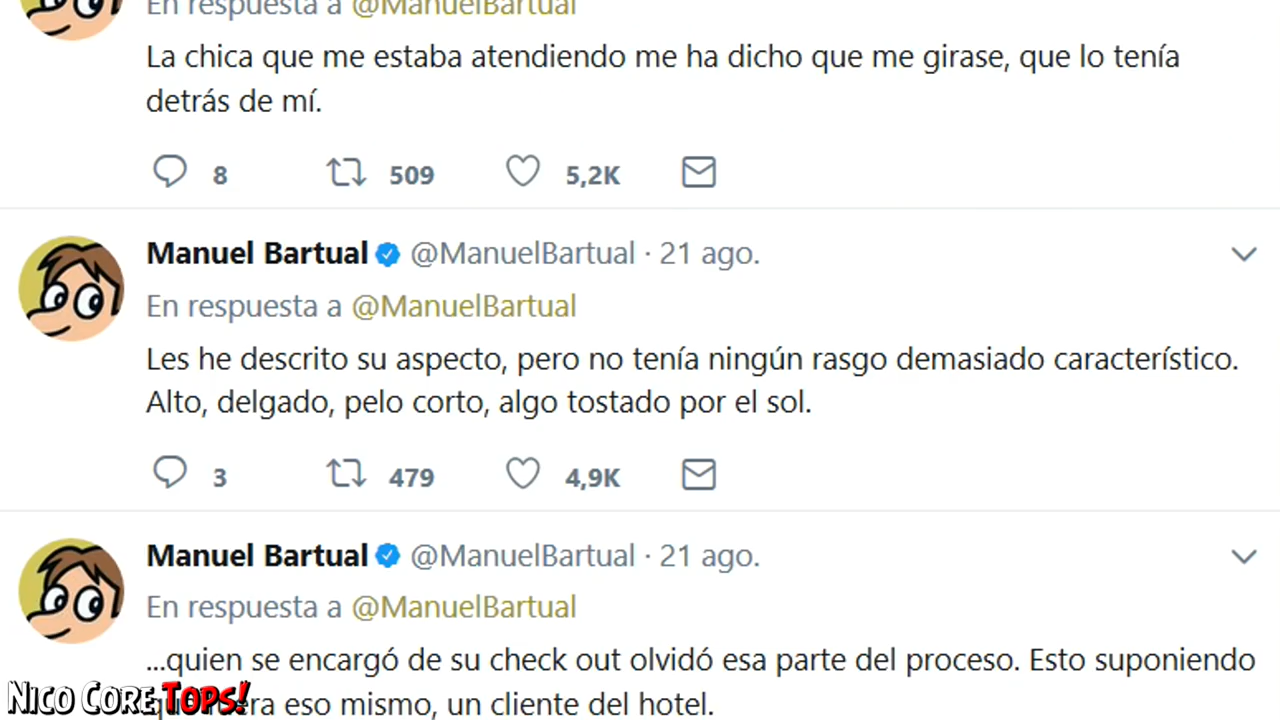 En respuesta a @ManuelBartual
La chica que me estaba atendiendo me ha dicho que me girase, que lo tenía
detrás de mí.
8 509 5,2K
Manuel Bartual @ManuelBartual · 21 ago.
En respuesta a @ManuelBartual
Les he descrito su aspecto, pero no tenía ningún rasgo demasiado característico.
Alto, delgado, pelo corto, algo tostado por el sol.
3 479 4,9K
Manuel Bartual @ManuelBartual · 21 ago.
En respuesta a @ManuelBartual
...quien se encargó de su check out olvidó esa parte del proceso. Esto suponiendo
eso mismo, un cliente del hotel.
Nico Core Tops!